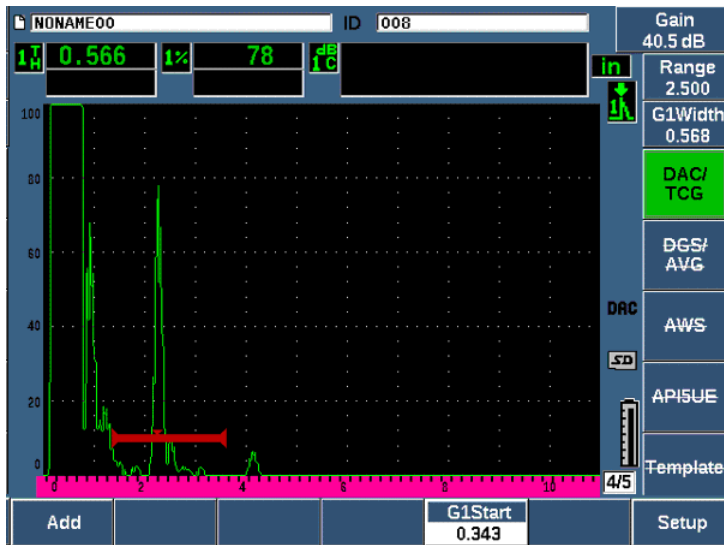 NONAME00 ID 008
Gain
40.5 dB
1 TH 0.566 1% 78 1 dB C
in
Range
2.500
1
G1Width
0.568
100
80
60
40
20
0
DAC/
TCG
DGS/
AVG
DAC
AWS
SD
API5UE
Template
0 2 4 6 8 10
4/5
Add
G1Start
0.343
Setup